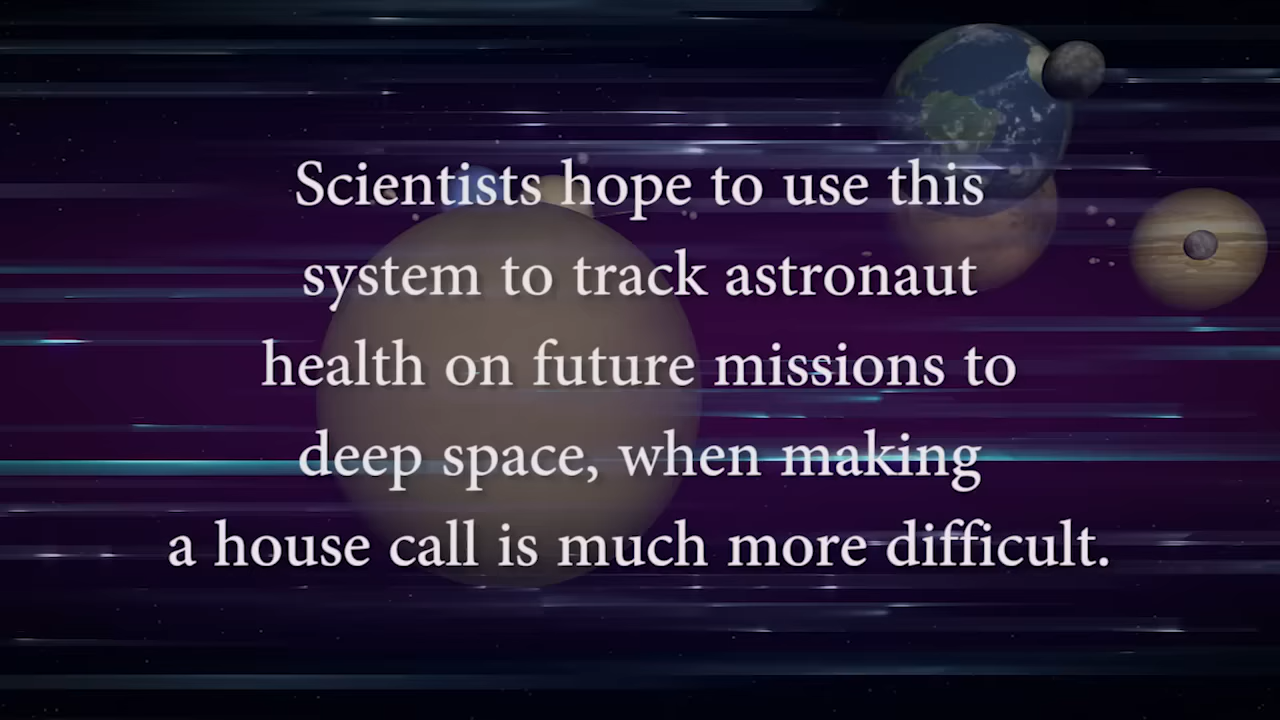 Scientists hope to use this
system to track astronaut
health on future missions to
deep space, when making
a house call is much more difficult.